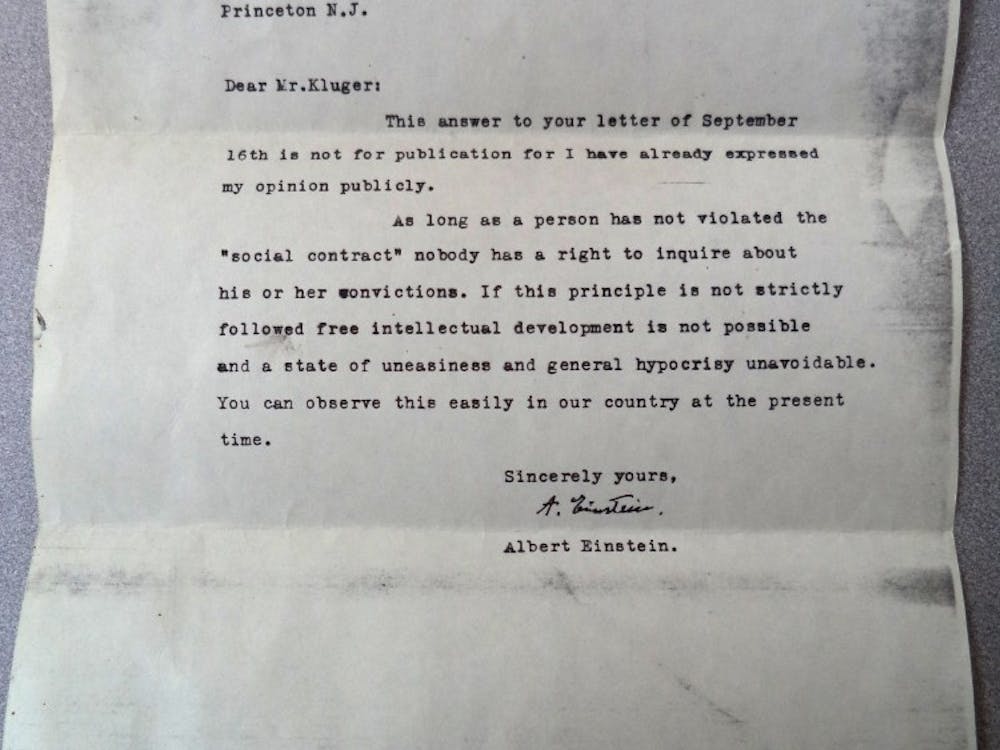 Princeton N.J.
Dear Mr.Kluger:
This answer to your letter of September
16th is not for publication for I have already expressed
my opinion publicly.
As long as a person has not violated the
"social contract" nobody has a right to inquire about
his or her convictions. If this principle is not strictly
followed free intellectual development is not possible
and a state of uneasiness and general hypocrisy unavoidable.
You can observe this easily in our country at the present
time.
Sincerely yours,
A. Einstein.
Albert Einstein.